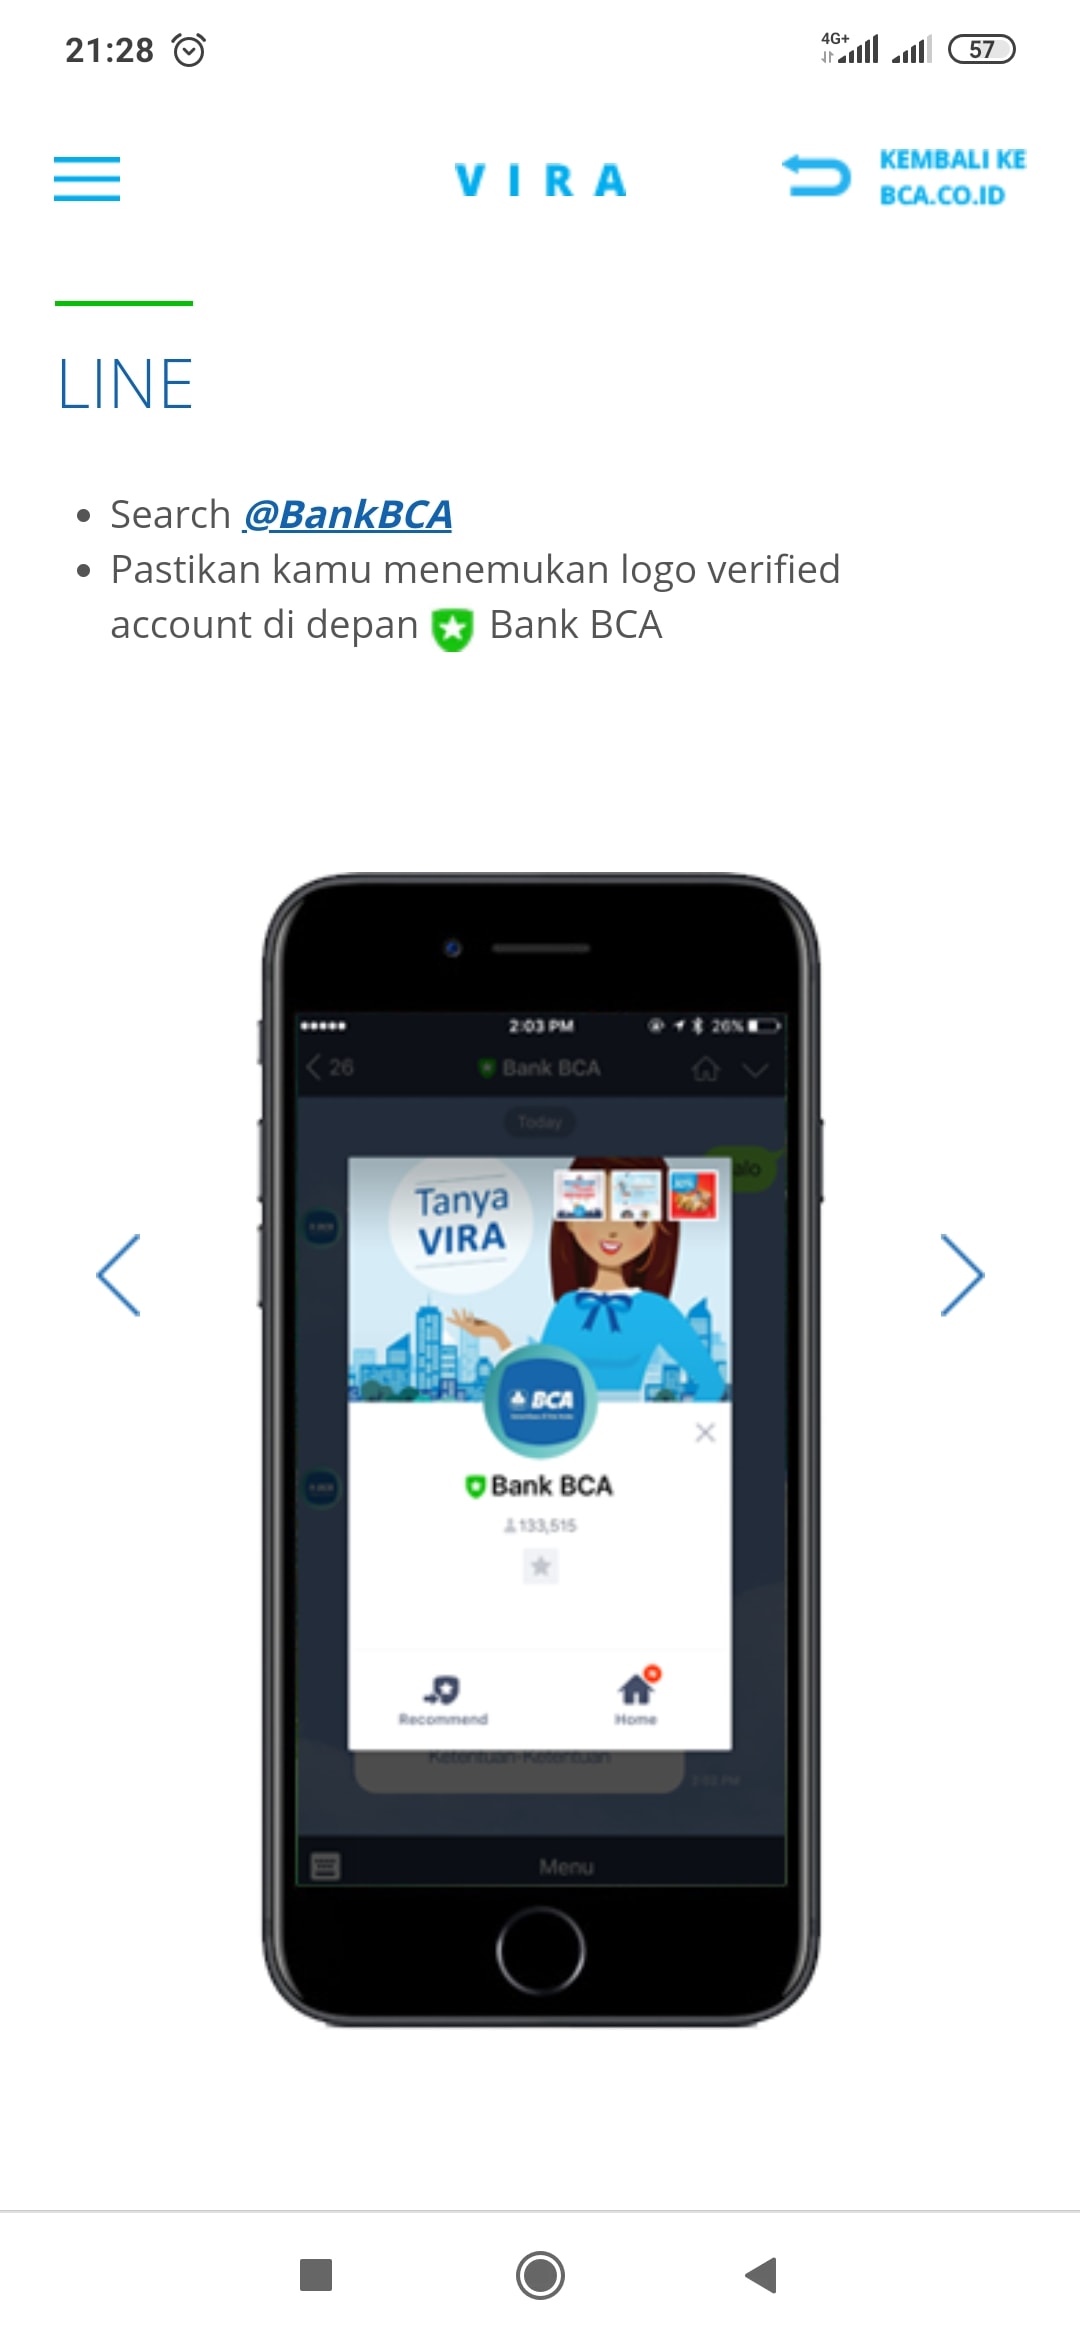 21:28
4G+
57
VIRA
KEMBALI KE
BCA.CO.ID
LINE
Search @BankBCA
Pastikan kamu menemukan logo verified
account di depan Bank BCA
2:03 PM
26%
26
Bank BCA
Today
alo
Tanya
VIRA
BCA
Bank BCA
133,515
Recommend
Home
Ketentuan-Ketentuan
Menu